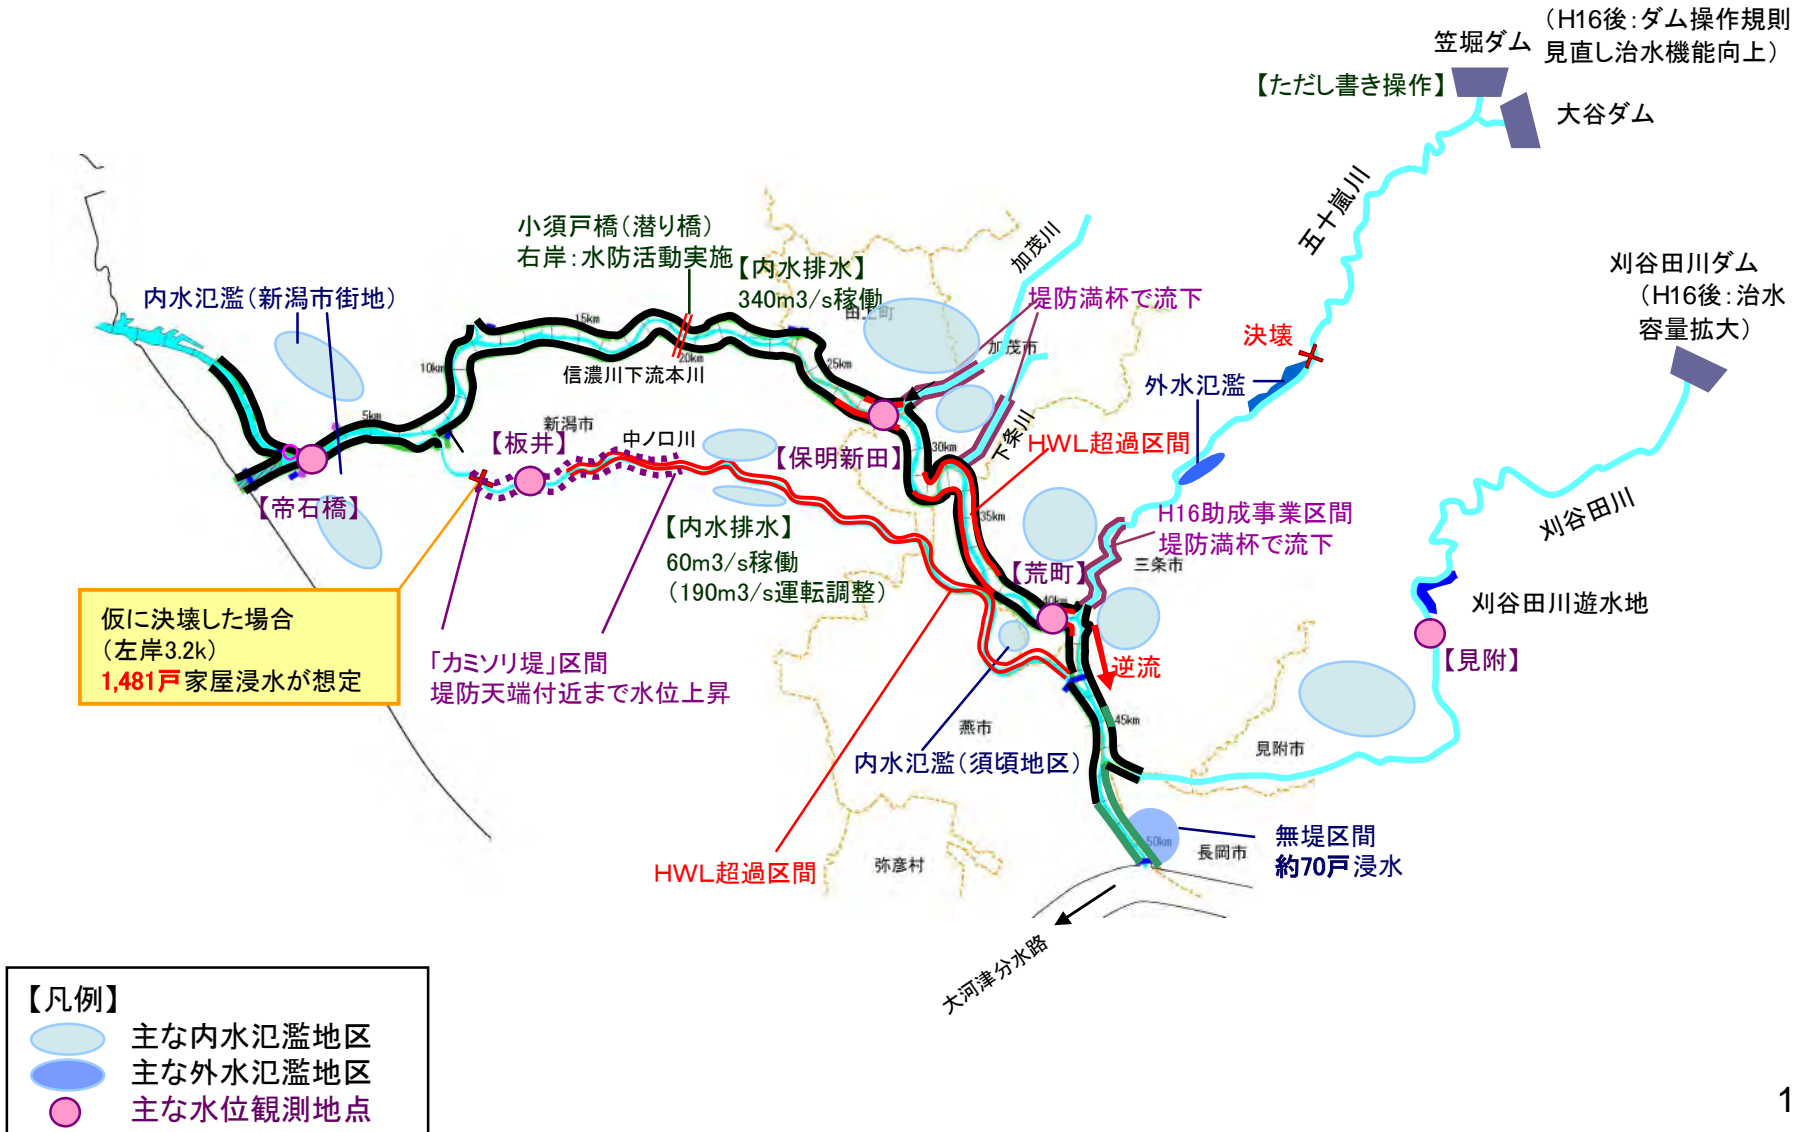 （H16後：ダム操作規則
見直し治水機能向上）
笠堀ダム
【ただし書き操作】
大谷ダム
五十嵐川
刈谷田川ダム
（H16後：治水
容量拡大）
小須戸橋（潜り橋）
右岸：水防活動実施
【内水排水】
340m3/s稼働
加茂川
堤防満杯で流下
内水氾濫（新潟市街地）
田上町
加茂市
決壊
外水氾濫
15km
20km
10km
25km
信濃川下流本川
5km
新潟市
【板井】
中ノ口川
【保明新田】
30km
下条川
HWL超過区間
35km
【帝石橋】
【内水排水】
60m3/s稼働
（190m3/s運転調整）
H16助成事業区間
堤防満杯で流下
三条市
刈谷田川
【荒町】
40km
刈谷田川遊水地
【見附】
仮に決壊した場合
（左岸3.2k）
1,481戸家屋浸水が想定
「カミソリ堤」区間
堤防天端付近まで水位上昇
逆流
45km
燕市
見附市
内水氾濫（須頃地区）
50km
無堤区間
約70戸浸水
長岡市
弥彦村
HWL超過区間
大河津分水路
【凡例】
主な内水氾濫地区
主な外水氾濫地区
主な水位観測地点
1